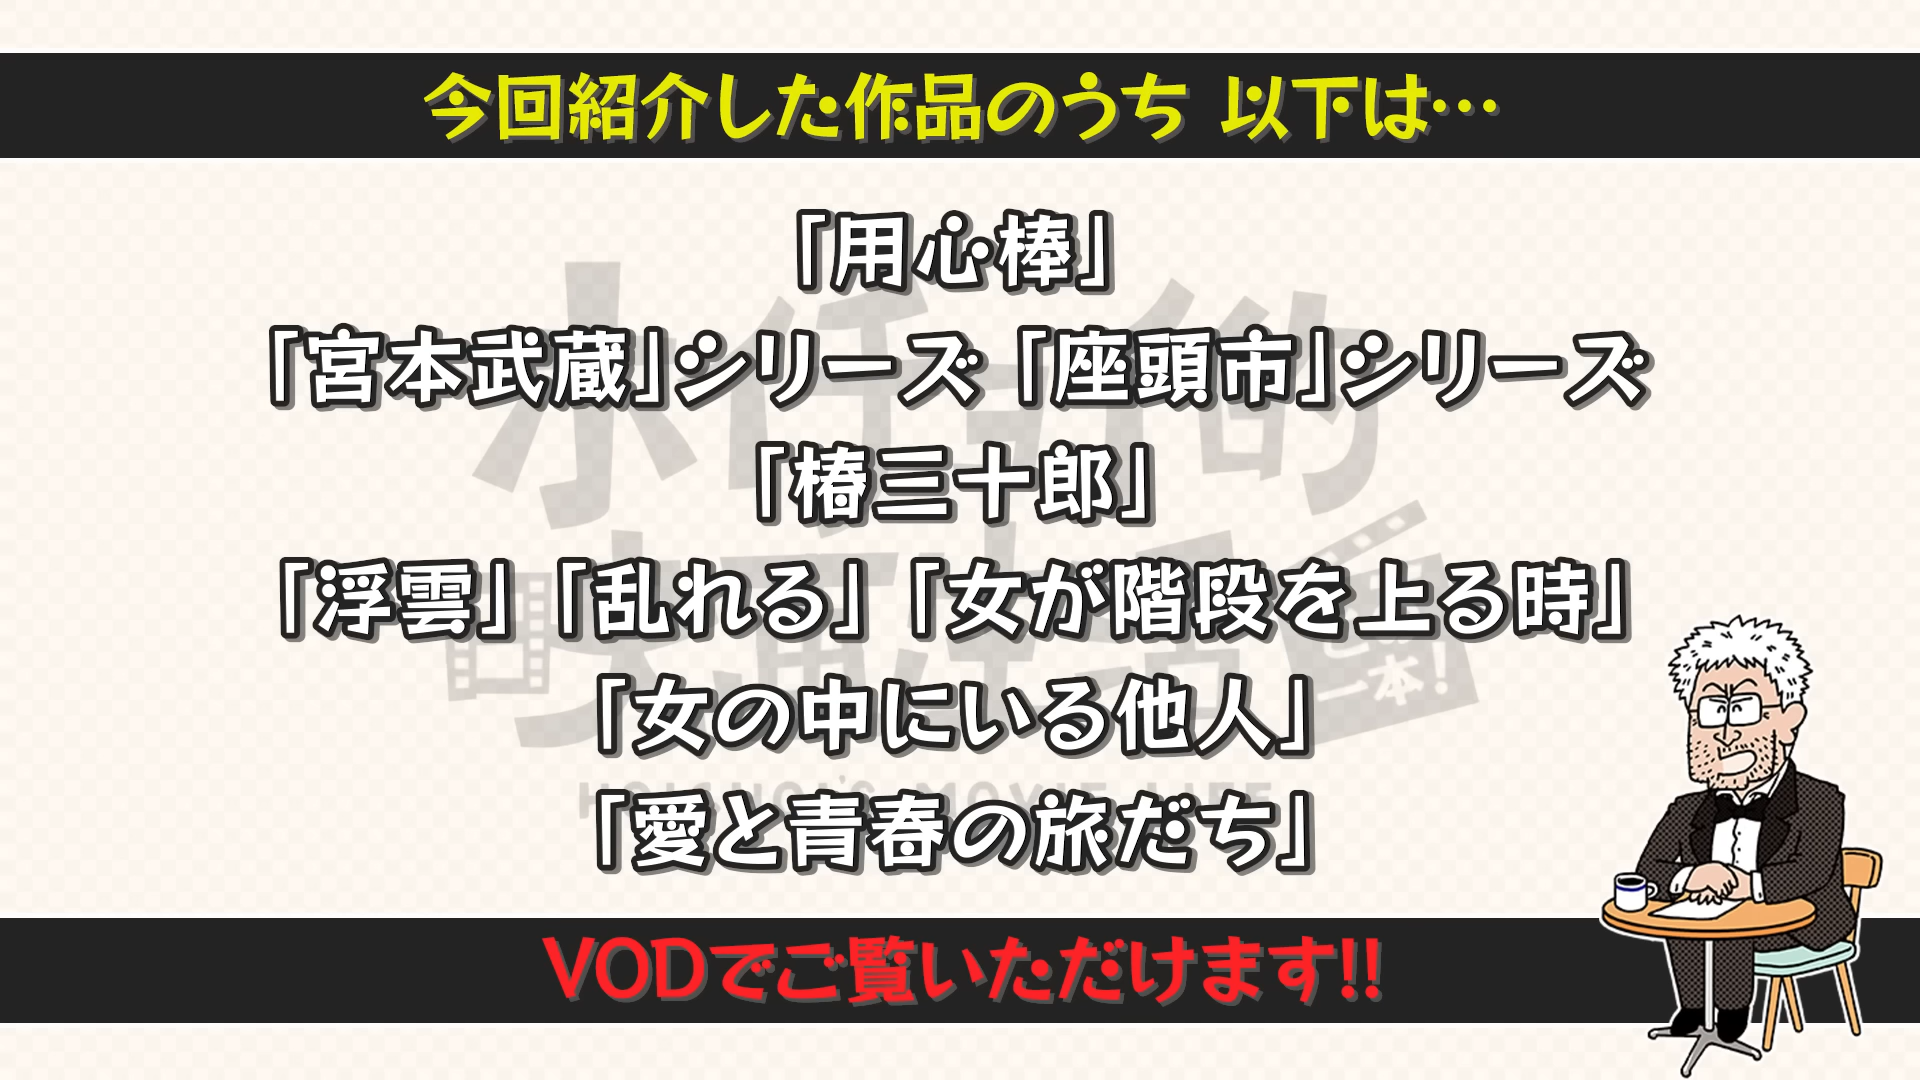 今回紹介した作品のうち 以下は…
「用心棒」
「宮本武蔵」シリーズ 「座頭市」シリーズ
「椿三十郎」
「浮雲」「乱れる」「女が階段を上る時」
「女の中にいる他人」
「愛と青春の旅だち」
VODでご覧いただけます!!